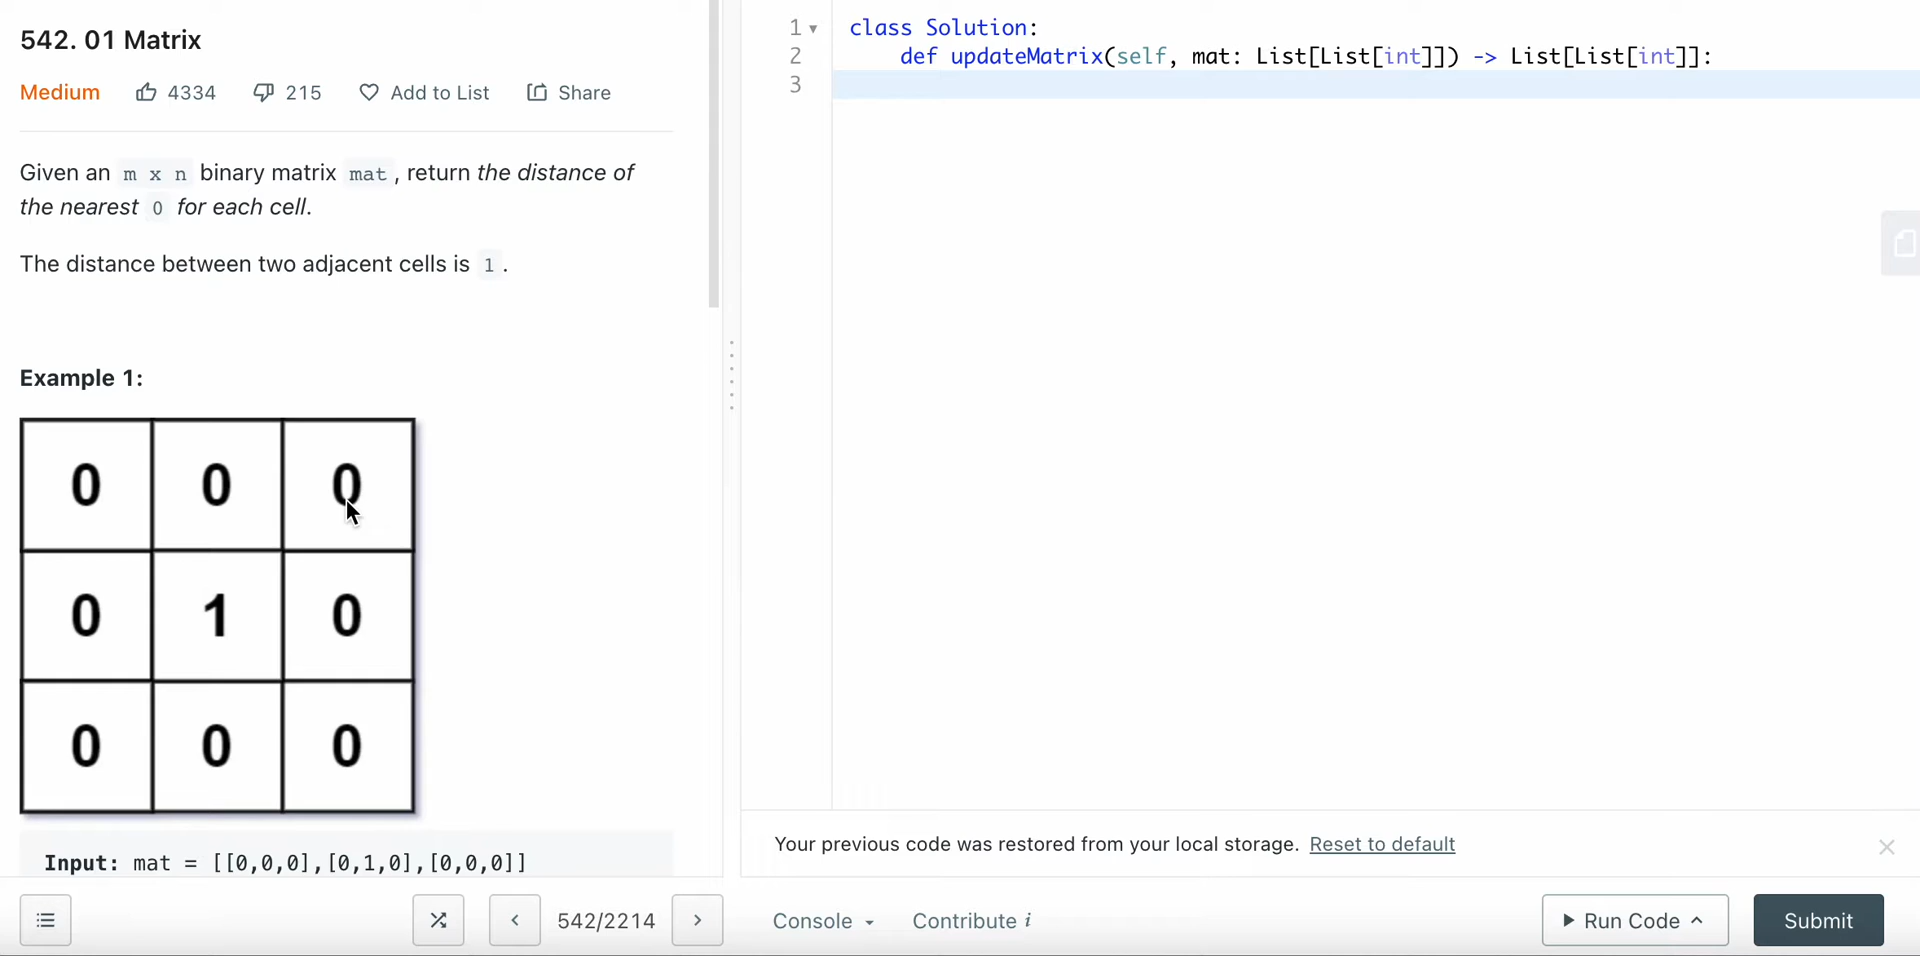 542. 01 Matrix
Medium 4334 215 Add to List Share
Given an m x n binary matrix mat, return the distance of
the nearest 0 for each cell.
The distance between two adjacent cells is 1.
Example 1:
0 0 0
0 1 0
0 0 0
Input: mat = [[0,0,0],[0,1,0],[0,0,0]]
542/2214
1 class Solution:
2 def updateMatrix(self, mat: List[List[int]]) -> List[List[int]]:
3
Your previous code was restored from your local storage. Reset to default
Console Contribute i Run Code Submit